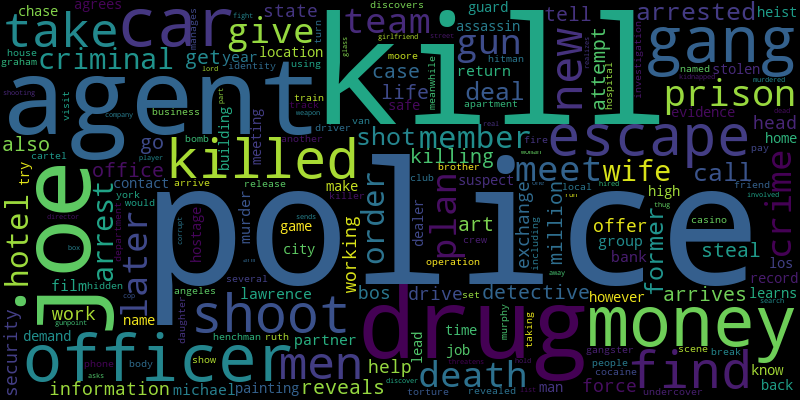 chase agrees
take
car
give
team
discovers
state
guard
arrested
heist
tell
assassin
hitman
new
attempt
gang
graham
house
criminal
get year
location
using
turn
lord
identity
fight
girlfriend
glass
moore
meanwhile
gun
case
life
deal
return
apartment
street
realizes
hospital
investigation
named
stolen
kidnapped
murdered
prison
evidence
shooting
company
visit
business
building
meeting
train
track
another
safe
van
weapon
part
agent
kill
also
cartel
try
office
bomb
driver
player
go
killed
shot
member
killing
escape
safe
head
home
pay
hotel
arrest
contact
arrive
release
killer
make
brother
club
suspect
meet
wife
call
friend
high
local
hired
run
involved
thug
joe
york
would
later
department
director
box
police
murder
hostage
game
city
working
order
dealer
plan
art
crew
exchange
including
million
offer
group
bank
former
casino
steal
crime
los
record
security
film
hidden
angeles
corrupt
sends
several
lawrence
operation
away
bos
drive
set
detective
however
arrives
learns
search
demand
work
name
cop
shoot
drug
money
gunpoint
daughter
henchman
ruth
partner
time
job
lead
murphy
taking
gangster
scene
break
officer
men
help
death
man
force
people
cocaine
undercover
find
know
back
phone
body
show
asks
information
michael
painting
reveals
discover
torture
revealed